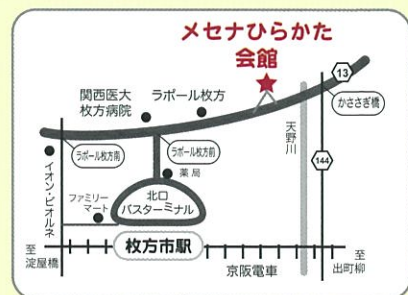 メセナひらかた
会館
13
関西医大
枚方病院
ラポール枚方
かささぎ橋
天野川
ラポール枚方南
ラポール枚方前
薬局
144
イオン・ビオルネ
ファミリー
マート
北口
バスターミナル
至
淀屋橋
枚方市駅
京阪電車
至
出町柳